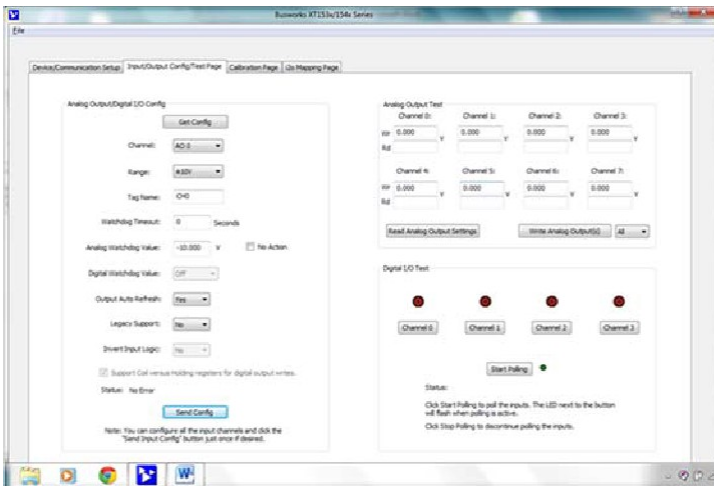 Busworks XT153x/154x Series
File
Device/Communication Setup
Input/Output Config/Test Page
Calibration Page
i2o Mapping Page
Analog Output/Digital I/O Config
Get Config
Channel: AO 0
Range: ±10V
Tag Name: CH0
Watchdog Timeout: 0 Seconds
Analog Watchdog Value: -10.000 V No Action
Digital Watchdog Value: Off
Output Auto Refresh: Yes
Legacy Support: No
Invert Input Logic: No
Support Coil versus Holding registers for digital output writes.
Status: No Error
Send Config
Note: You can configure all the input channels and click the
"Send Input Config" button just once if desired.
Analog Output Test
Channel 0: Channel 1: Channel 2: Channel 3:
Wr 0.000 V 0.000 V 0.000 V 0.000 V
Rd
Channel 4: Channel 5: Channel 6: Channel 7:
Wr 0.000 V 0.000 V 0.000 V 0.000 V
Rd
Read Analog Output Settings
Write Analog Output(s) All
Digital I/O Test
Channel 0 Channel 1 Channel 2 Channel 3
Start Polling
Status:
-Click Start Polling to poll the inputs. The LED next to the button
will flash when polling is active.
-Click Stop Polling to discontinue polling the inputs.